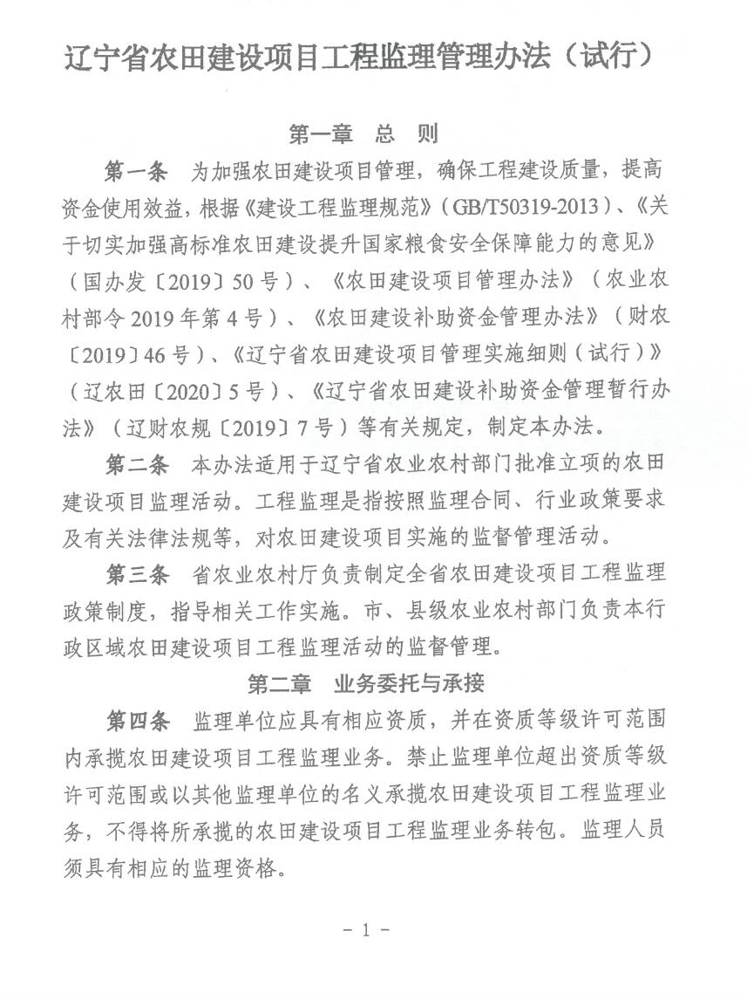 辽宁省农田建设项目工程监理管理办法（试行）
第一章 总 则
第一条 为加强农田建设项目管理，确保工程建设质量，提高
资金使用效益，根据《建设工程监理规范》（GB/T50319-2013）、《关
于切实加强高标准农田建设提升国家粮食安全保障能力的意见》
（国办发〔2019〕50 号）、《农田建设项目管理办法》（农业农
村部令 2019 年第 4 号）、《农田建设补助资金管理办法》（财农
〔2019〕46 号）、《辽宁省农田建设项目管理实施细则（试行）》
（辽农田〔2020〕5 号）、《辽宁省农田建设补助资金管理暂行办
法》（辽财农规〔2019〕7 号）等有关规定，制定本办法。
第二条 本办法适用于辽宁省农业农村部门批准立项的农田
建设项目监理活动。工程监理是指按照监理合同、行业政策要求
及有关法律法规等，对农田建设项目实施的监督管理活动。
第三条 省农业农村厅负责制定全省农田建设项目工程监理
政策制度，指导相关工作实施。市、县级农业农村部门负责本行
政区域农田建设项目工程监理活动的监督管理。
第二章 业务委托与承接
第四条 监理单位应具有相应资质，并在资质等级许可范围
内承揽农田建设项目工程监理业务。禁止监理单位超出资质等级
许可范围或以其他监理单位的名义承揽农田建设项目工程监理业
务，不得将所承揽的农田建设项目工程监理业务转包。监理人员
须具有相应的监理资格。
- 1 -